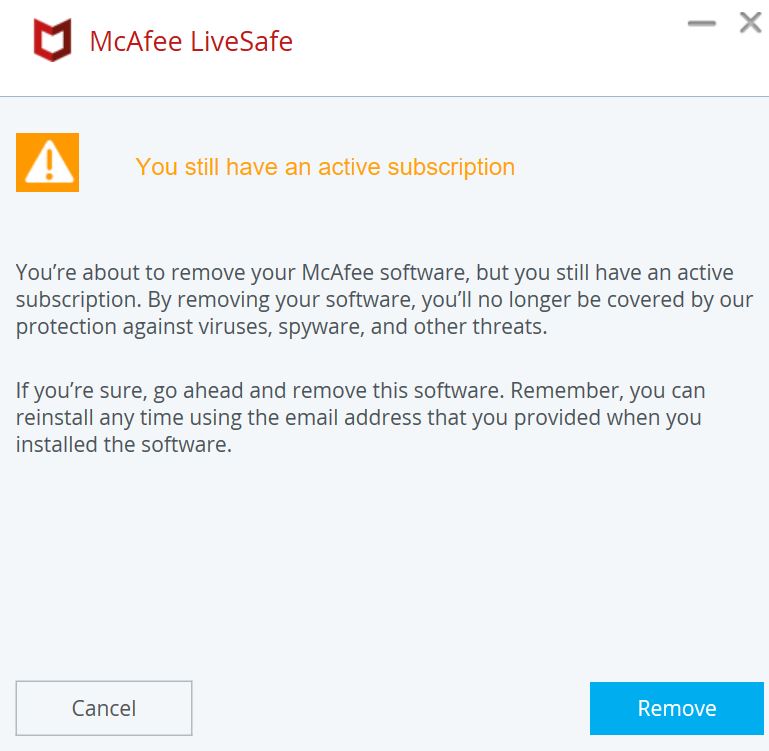 McAfee LiveSafe
You still have an active subscription
You’re about to remove your McAfee software, but you still have an active
subscription. By removing your software, you’ll no longer be covered by our
protection against viruses, spyware, and other threats.
If you’re sure, go ahead and remove this software. Remember, you can
reinstall any time using the email address that you provided when you
installed the software.
Cancel
Remove